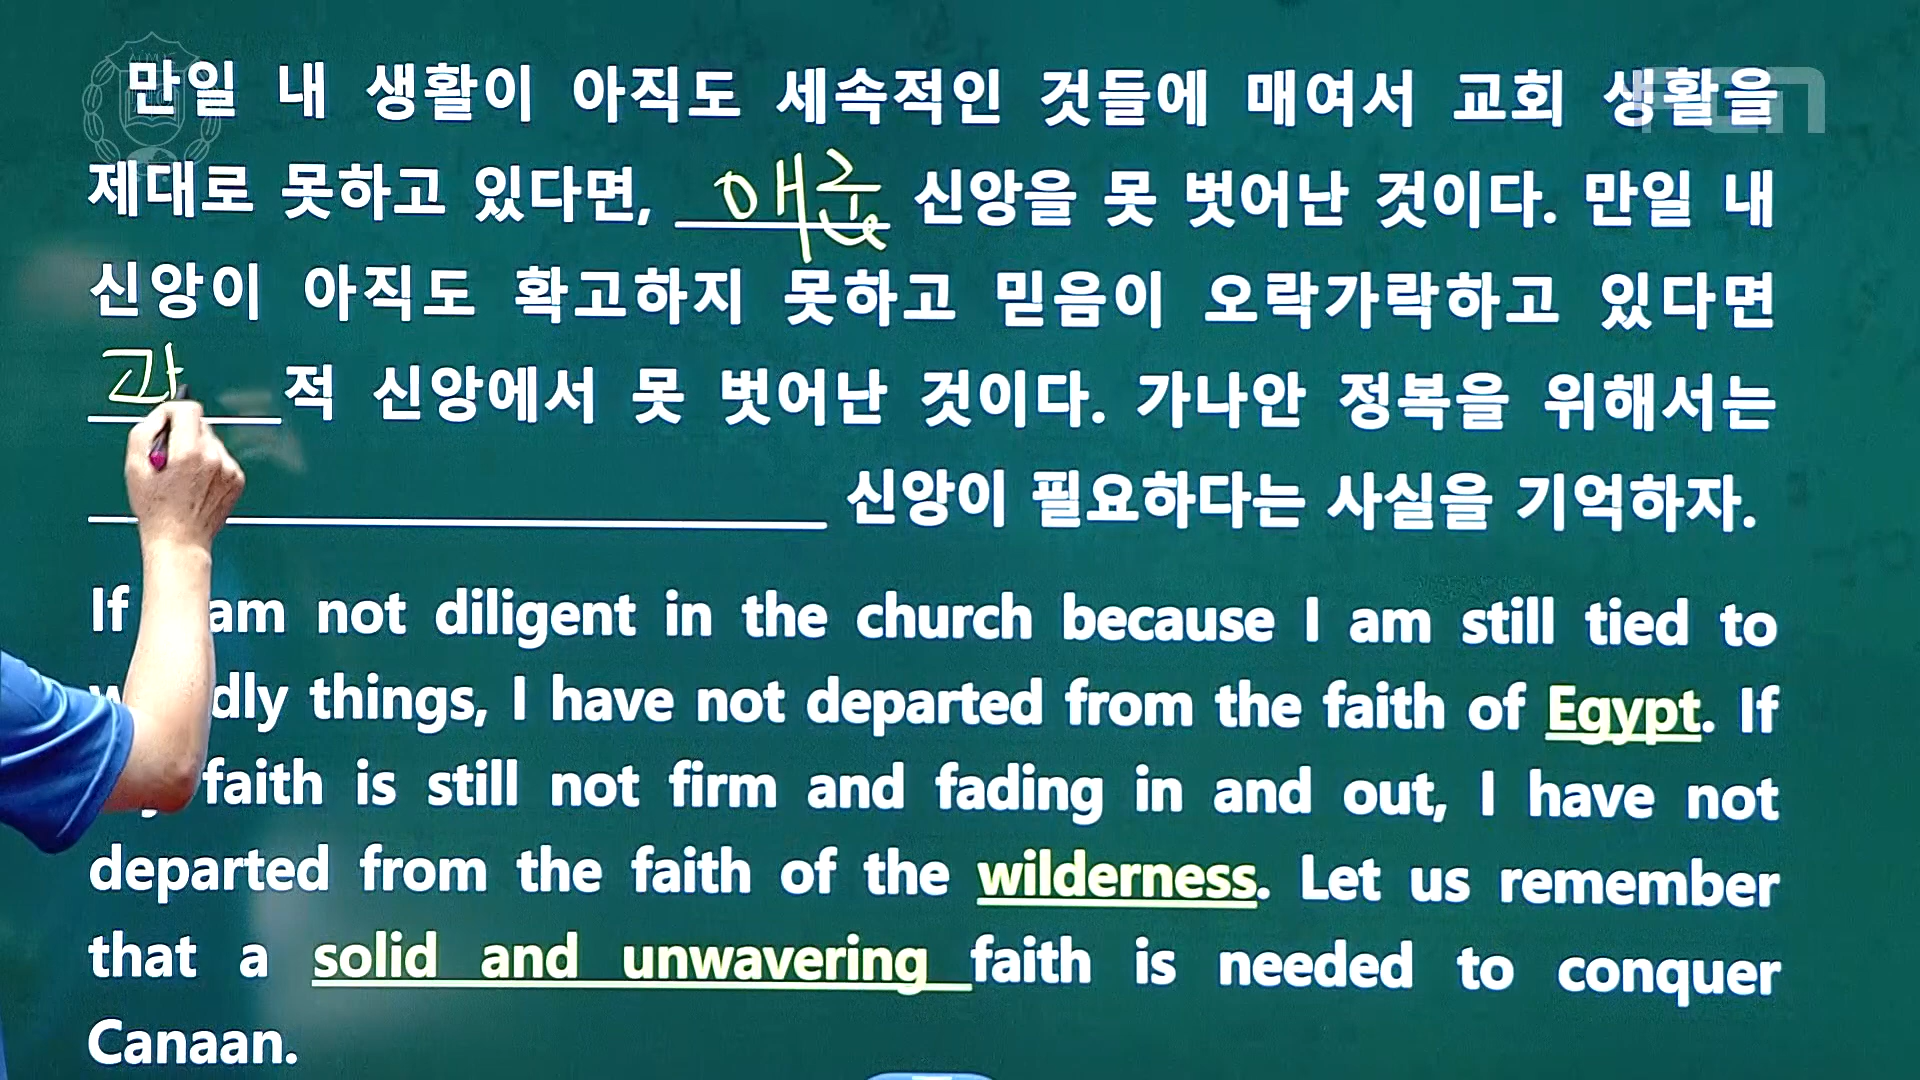 만일 내 생활이 아직도 세속적인 것들에 매여서 교회 생활을
제대로 못하고 있다면, 애굽 신앙을 못 벗어난 것이다. 만일 내
신앙이 아직도 확고하지 못하고 믿음이 오락가락하고 있다면
적 신앙에서 못 벗어난 것이다. 가나안 정복을 위해서는
신앙이 필요하다는 사실을 기억하자.
If am not diligent in the church because I am still tied to
things, I have not departed from the faith of Egypt. If
faith is still not firm and fading in and out, I have not
departed from the faith of the wilderness. Let us remember
that a solid and unwavering faith is needed to conquer
Canaan.